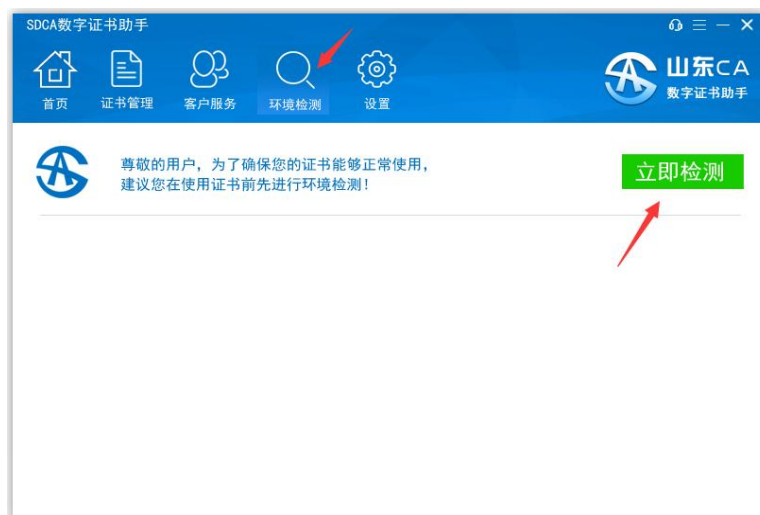 SDCA数字证书助手
首页
证书管理
客户服务
环境检测
设置
山东CA
数字证书助手
尊敬的用户，为了确保您的证书能够正常使用，
建议您在使用证书前先进行环境检测！
立即检测